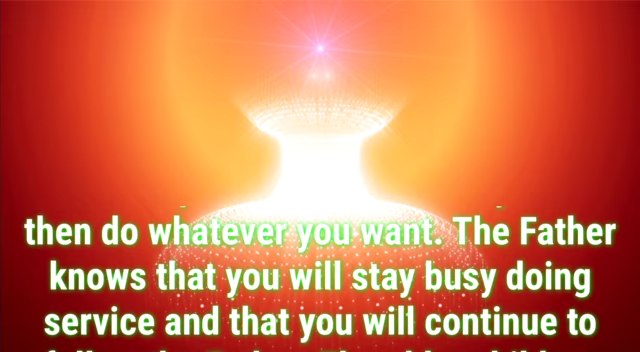 then do whatever you want. The Father
knows that you will stay busy doing
service and that you will continue to